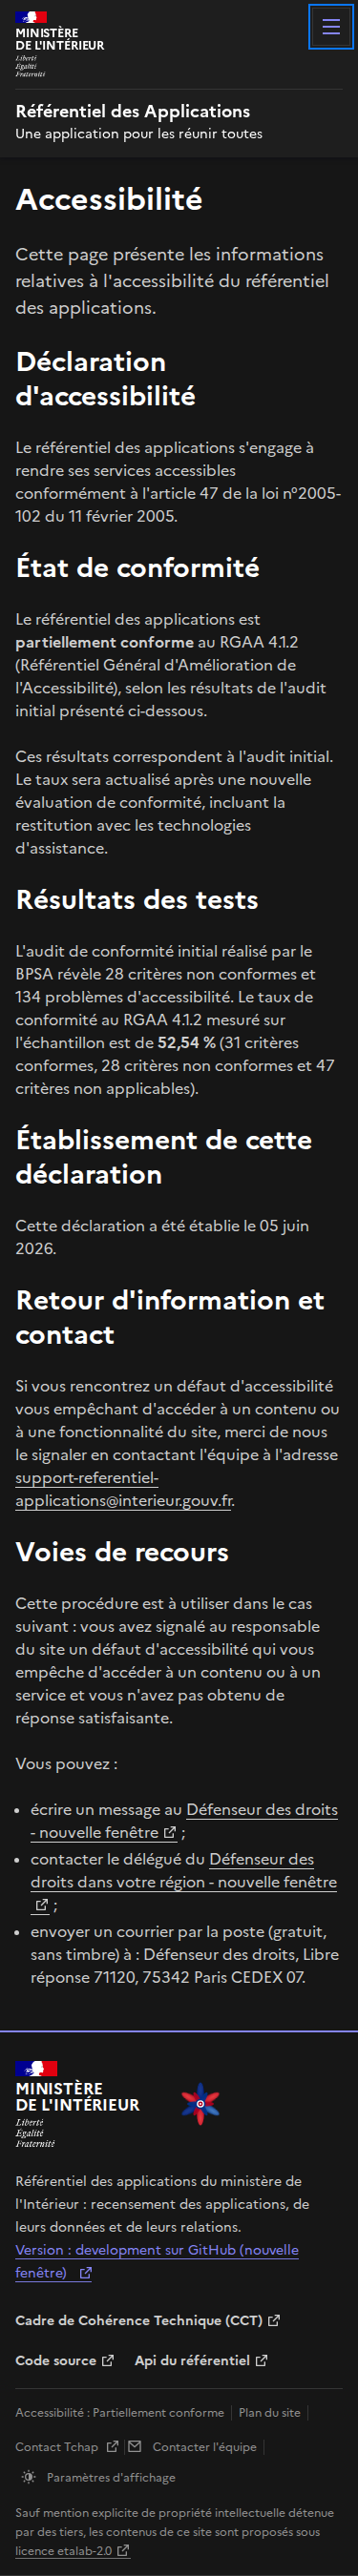 MINISTÈRE
DE L'INTÉRIEUR
Liberté
Égalité
Fraternité
Référentiel des Applications
Une application pour les réunir toutes
Accessibilité
Cette page présente les informations
relatives à l'accessibilité du référentiel
des applications.
Déclaration
d'accessibilité
Le référentiel des applications s'engage à
rendre ses services accessibles
conformément à l'article 47 de la loi n°2005-
102 du 11 février 2005.
État de conformité
Le référentiel des applications est
partiellement conforme au RGAA 4.1.2
(Référentiel Général d'Amélioration de
l'Accessibilité), selon les résultats de l'audit
initial présenté ci-dessous.
Ces résultats correspondent à l'audit initial.
Le taux sera actualisé après une nouvelle
évaluation de conformité, incluant la
restitution avec les technologies
d'assistance.
Résultats des tests
L'audit de conformité initial réalisé par le
BPSA révèle 28 critères non conformes et
134 problèmes d'accessibilité. Le taux de
conformité au RGAA 4.1.2 mesuré sur
l'échantillon est de 52,54 % (31 critères
conformes, 28 critères non conformes et 47
critères non applicables).
Établissement de cette
déclaration
Cette déclaration a été établie le 05 juin
2026.
Retour d'information et
contact
Si vous rencontrez un défaut d'accessibilité
vous empêchant d'accéder à un contenu ou
à une fonctionnalité du site, merci de nous
le signaler en contactant l'équipe à l'adresse
support-referentiel-
applications@interieur.gouv.fr.
Voies de recours
Cette procédure est à utiliser dans le cas
suivant : vous avez signalé au responsable
du site un défaut d'accessibilité qui vous
empêche d'accéder à un contenu ou à un
service et vous n'avez pas obtenu de
réponse satisfaisante.
Vous pouvez :
écrire un message au Défenseur des droits
- nouvelle fenêtre ;
contacter le délégué du Défenseur des
droits dans votre région - nouvelle fenêtre
;
envoyer un courrier par la poste (gratuit,
sans timbre) à : Défenseur des droits, Libre
réponse 71120, 75342 Paris CEDEX 07.
MINISTÈRE
DE L'INTÉRIEUR
Liberté
Égalité
Fraternité
Référentiel des applications du ministère de
l'Intérieur : recensement des applications, de
leurs données et de leurs relations.
Version : development sur GitHub (nouvelle
fenêtre)
Cadre de Cohérence Technique (CCT)
Code source Api du référentiel
Accessibilité : Partiellement conforme Plan du site
Contact Tchap Contacter l'équipe
Paramètres d'affichage
Sauf mention explicite de propriété intellectuelle détenue
par des tiers, les contenus de ce site sont proposés sous
licence etalab-2.0